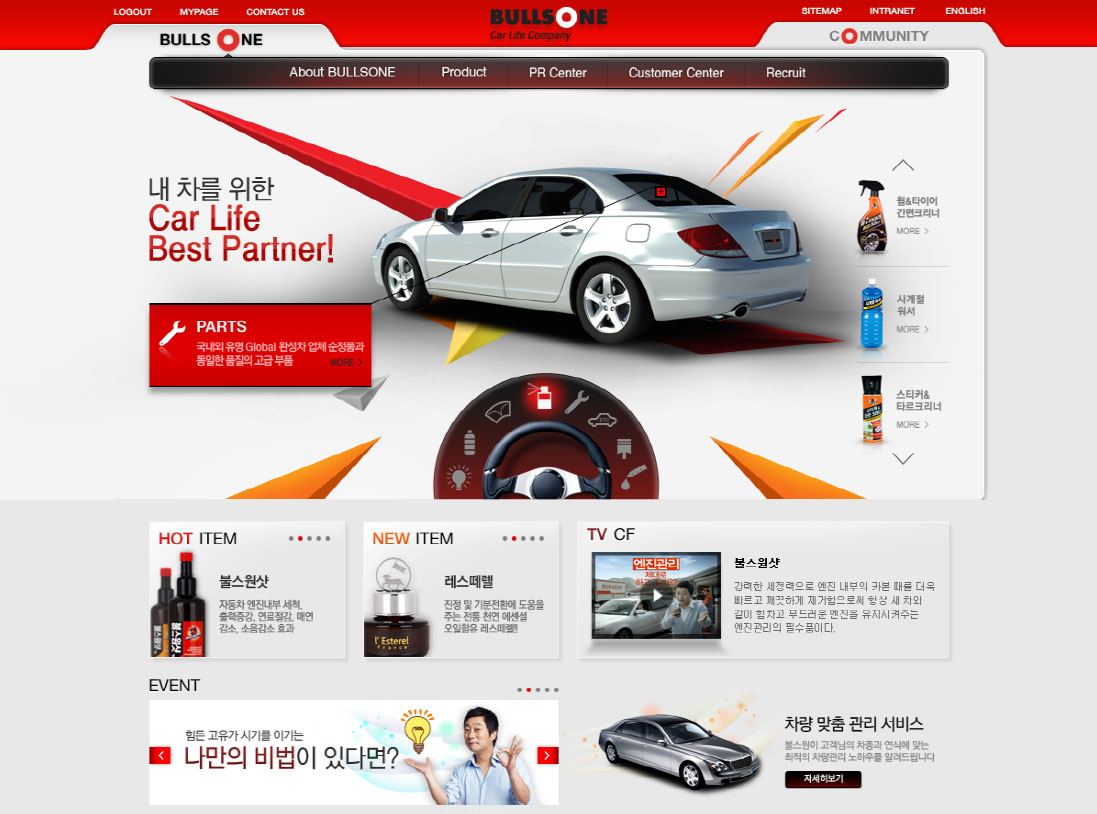 LOGOUT
MYPAGE
CONTACT US
BULLSONE
Car Life Company
SITEMAP
INTRANET
ENGLISH
BULLS ONE
COMMUNITY
About BULLSONE
Product
PR Center
Customer Center
Recruit
내 차를 위한
Car Life
Best Partner!
PARTS
국내외 유명 Global 완성차 업체 순정품과
동일한 품질의 고급 부품
MORE >
휠&타이어
간편크리너
MORE >
사계절
워셔
MORE >
스티커&
타르크리너
MORE >
HOT ITEM
불스원샷
자동차 엔진내부 세척,
출력증강, 연료절감, 매연
감소, 소음감소 효과
불스원샷
NEW ITEM
레스떼렐
진정 및 기분전환에 도움을
주는 전통 천연 에센셜
오일함유 레스떼렐!!
l'Esterel
FRANCE
TV CF
엔진관리
제대로
불스원샷
강력한 세정력으로 엔진 내부의 카본 때를 더욱
빠르고 깨끗하게 제거함으로써 항상 새 차와
같이 힘차고 부드러운 엔진을 유지시켜주는
엔진관리의 필수품이다.
EVENT
힘든 고유가 시기를 이기는
나만의 비법이 있다면?
차량 맞춤 관리 서비스
불스원이 고객님의 차종과 연식에 맞는
최적의 차량관리 노하우를 알려드립니다
자세히보기